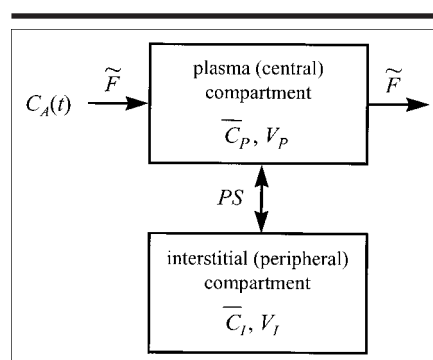 F̃ F̃
plasma (central)
C_A(t) compartment
C̅_P, V_P
PS
interstitial (peripheral)
compartment
C̅_I, V_I